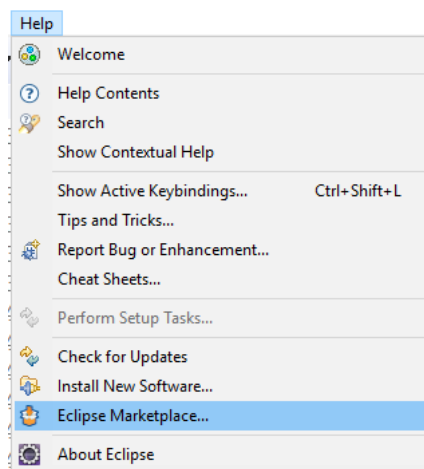 Help
Welcome
Help Contents
Search
Show Contextual Help
Show Active Keybindings... Ctrl+Shift+L
Tips and Tricks...
Report Bug or Enhancement...
Cheat Sheets...
Perform Setup Tasks...
Check for Updates
Install New Software...
Eclipse Marketplace...
About Eclipse